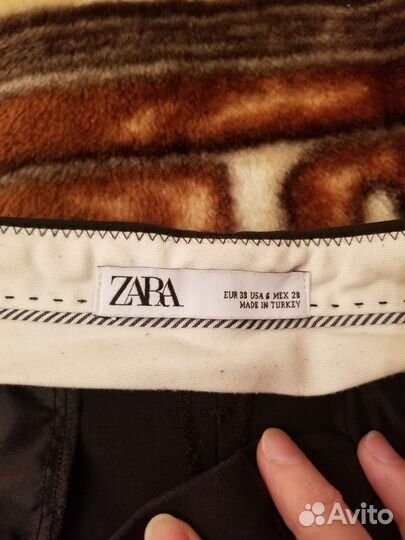 ZARA
EUR 38 USA 6 MEX 28
MADE IN TURKEY
Avito